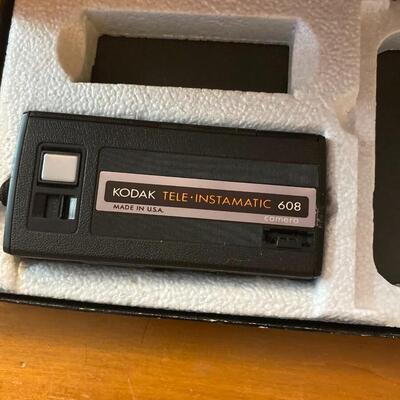 KODAK TELE·INSTAMATIC 608
MADE IN U.S.A.
camera